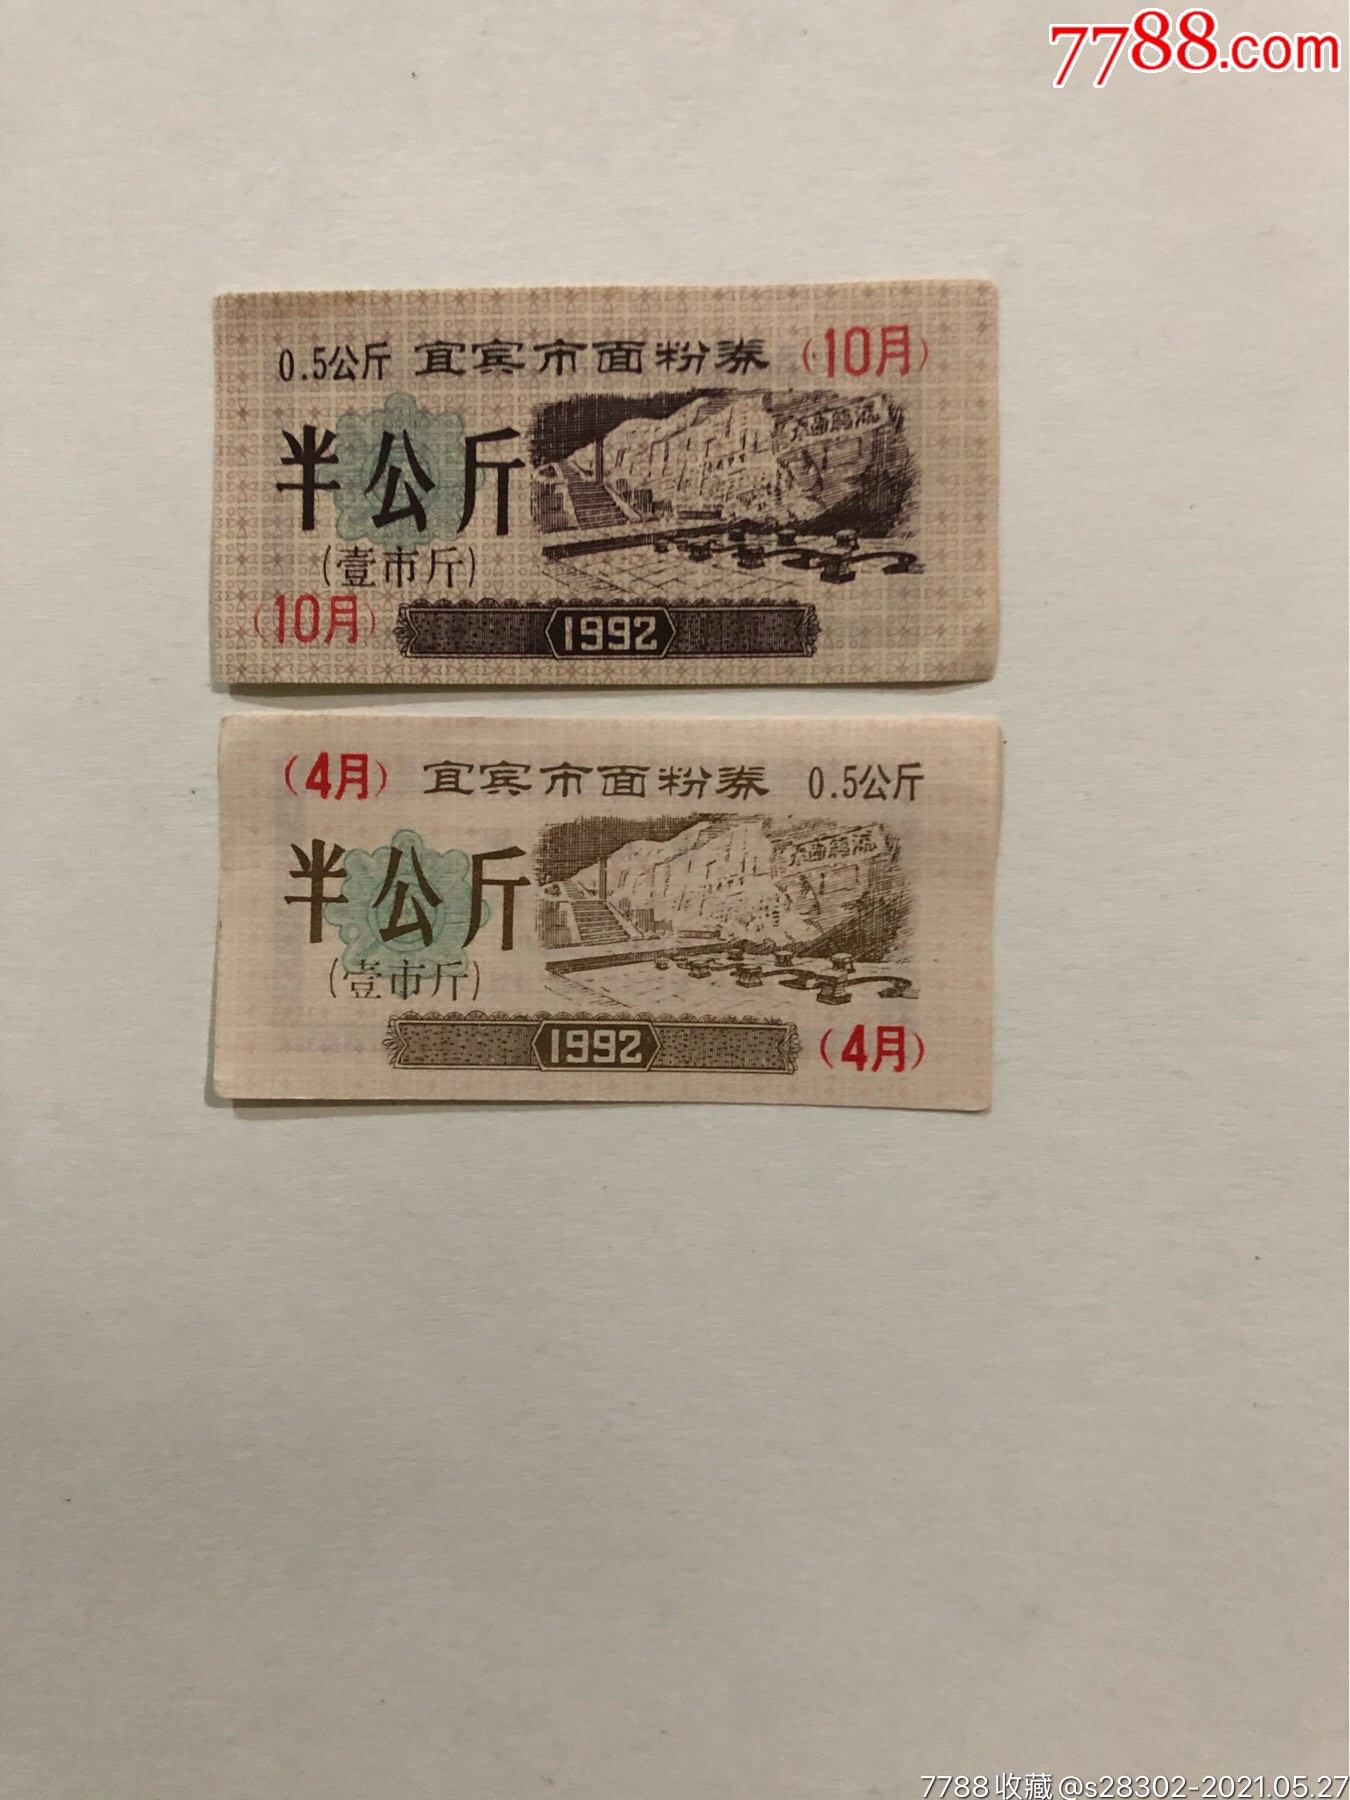 7788.com
0.5公斤 宜宾市面粉券 (10月)
半公斤
(壹市斤)
(10月)
1992
(4月) 宜宾市面粉券 0.5公斤
半公斤
(壹市斤)
1992
(4月)
7788收藏@s28302-2021.05.27